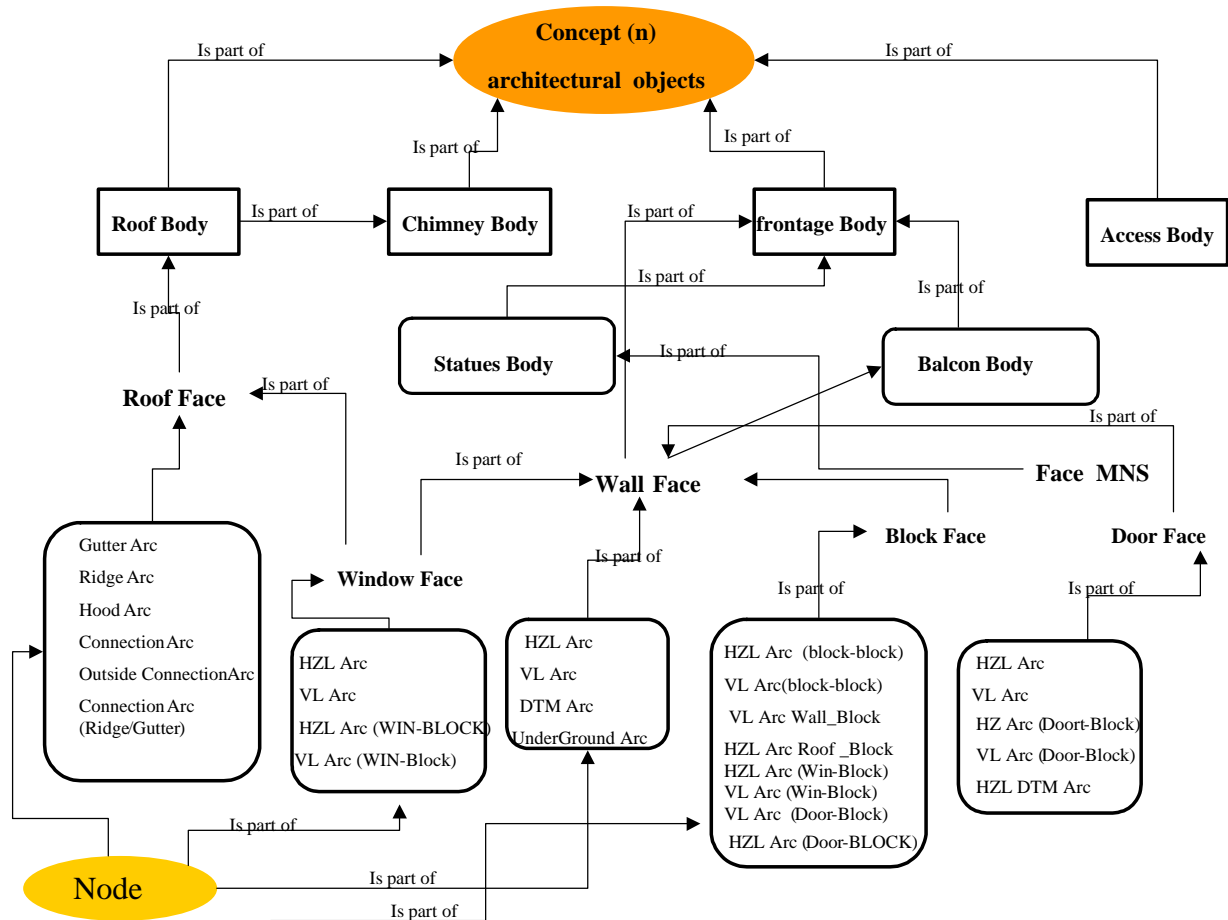 Concept (n)
architectural objects
Is part of
Is part of
Is part of
Is part of
Roof Body
Is part of
Chimney Body
Is part of
frontage Body
Access Body
Is part of
Is part of
Is part of
Statues Body
Is part of
Balcon Body
Roof Face
Is part of
Is part of
Is part of
Wall Face
Face MNS
Gutter Arc
Ridge Arc
Hood Arc
Connection Arc
Outside ConnectionArc
Connection Arc
(Ridge/Gutter)
Window Face
Is part of
Block Face
Door Face
Is part of
Is part of
HZL Arc
VL Arc
HZL Arc (WIN-BLOCK)
VL Arc (WIN-Block)
HZL Arc
VL Arc
DTM Arc
UnderGround Arc
HZL Arc (block-block)
VL Arc(block-block)
VL Arc Wall_Block
HZL Arc Roof _Block
HZL Arc (Win-Block)
VL Arc (Win-Block)
VL Arc (Door-Block)
HZL Arc (Door-BLOCK)
HZL Arc
VL Arc
HZ Arc (Doort-Block)
VL Arc (Door-Block)
HZL DTM Arc
Is part of
Node
Is part of
Is part of